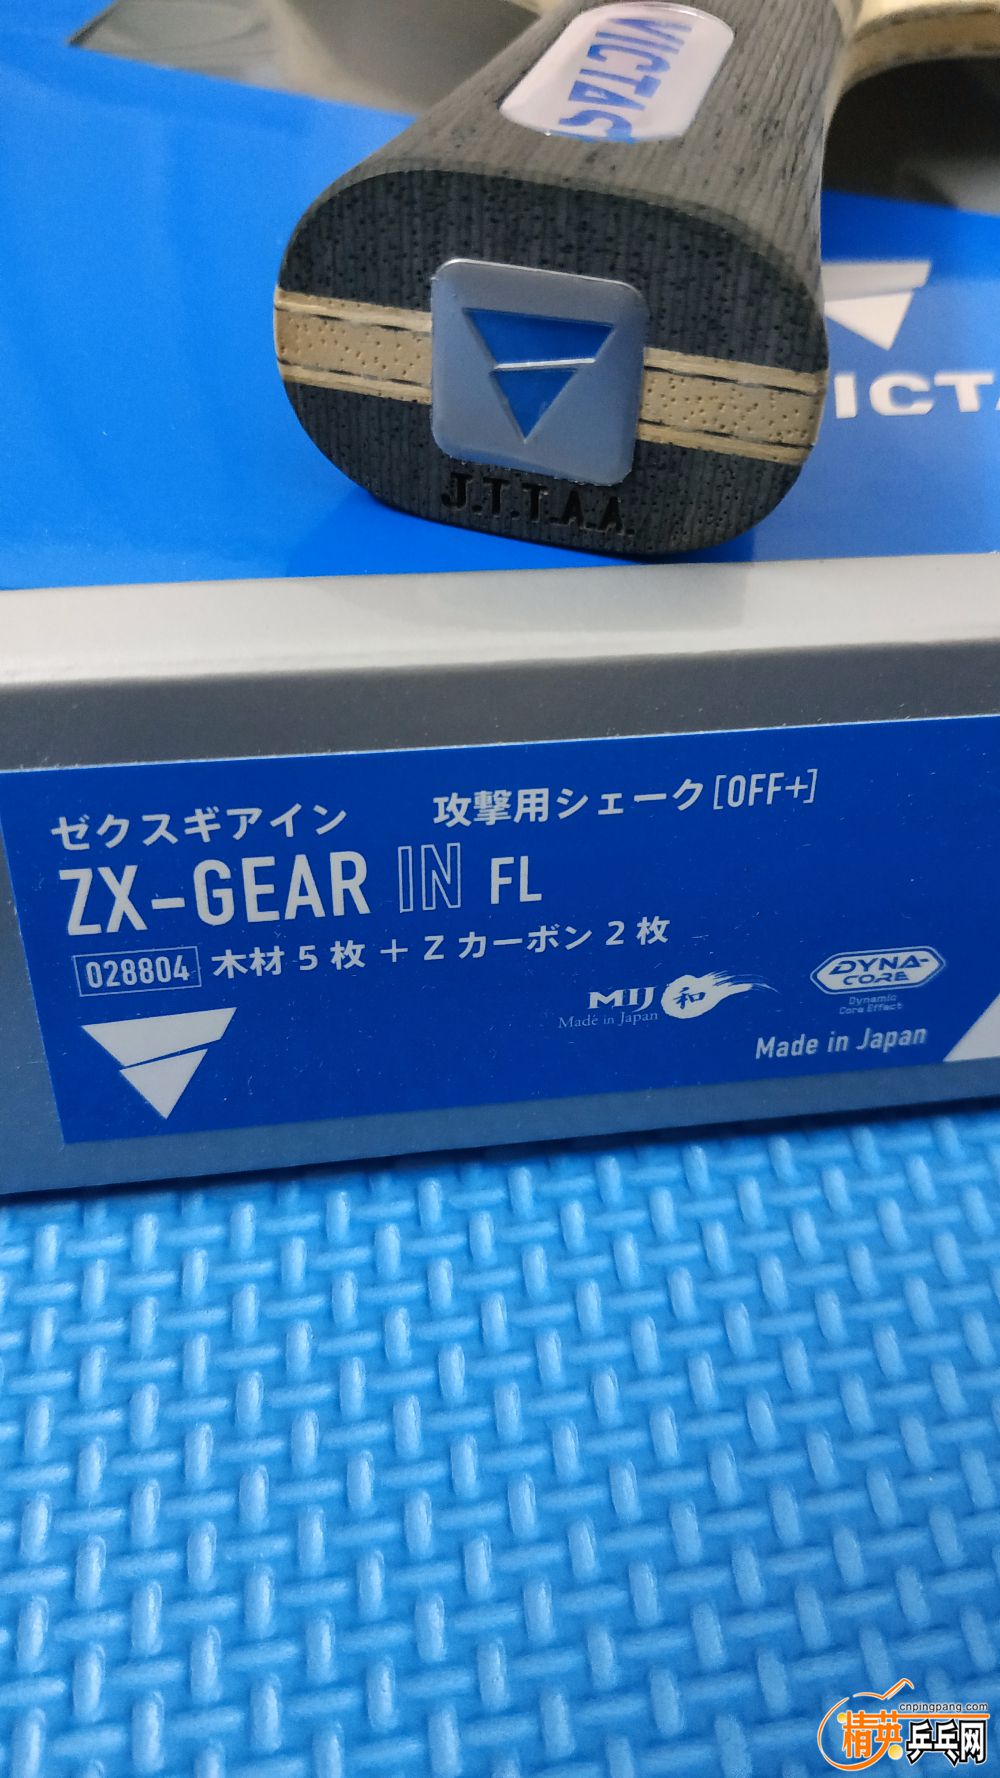 VICTAS
J.T.T.A.A.
ゼクスギアイン 攻撃用シェーク[OFF+]
ZX-GEAR IN FL
028804 木材5枚+Zカーボン2枚
MIJ 和
Made in Japan
DYNA-
CORE
Dynamic
Core Effect
Made in Japan
cnpingpang.com
精英乒乓网